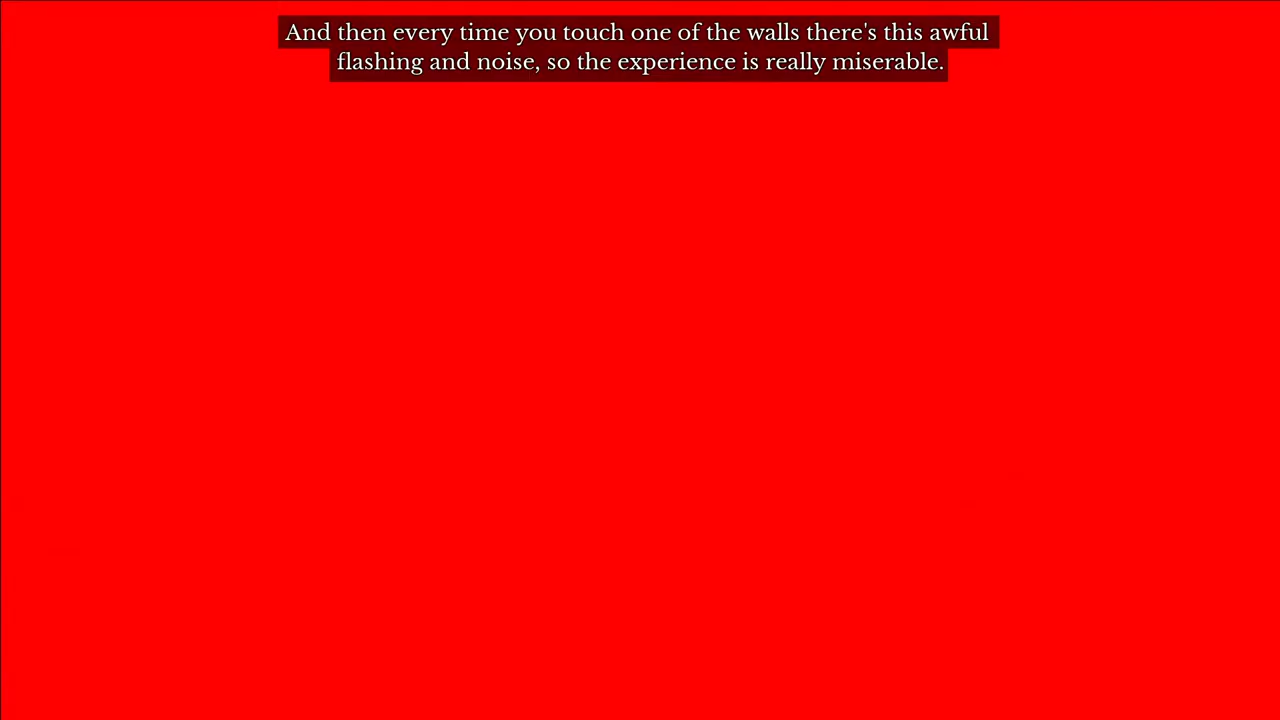 And then every time you touch one of the walls there's this awful
flashing and noise, so the experience is really miserable.